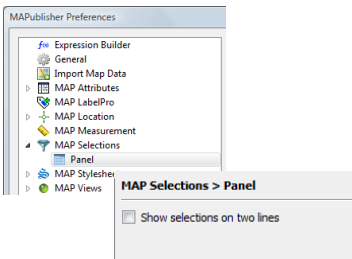 MAPublisher Preferences
fxx Expression Builder
General
Import Map Data
MAP Attributes
MAP LabelPro
MAP Location
MAP Measurement
MAP Selections
Panel
MAP Styleshe
MAP Views
MAP Selections > Panel
Show selections on two lines